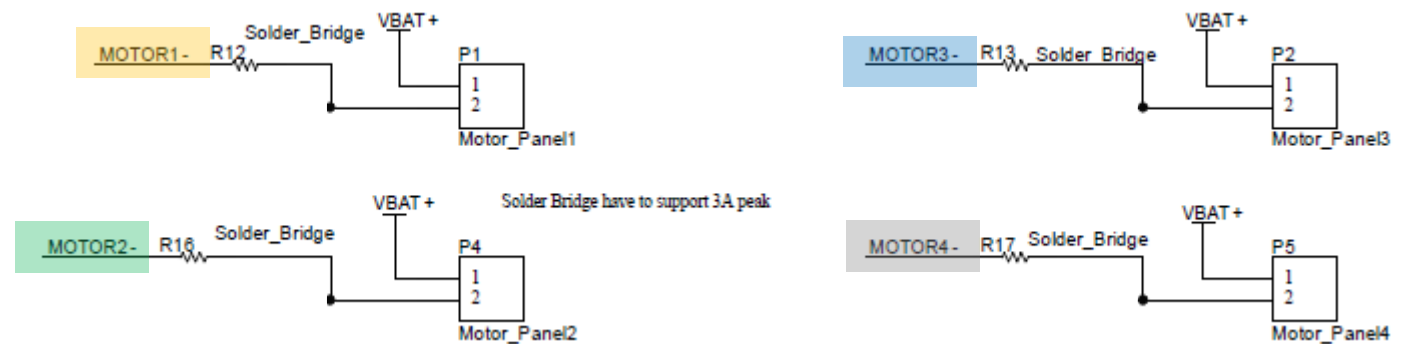 VBAT+
Solder_Bridge
MOTOR1-
R12
P1
1
2
Motor_Panel1
VBAT+
MOTOR3-
R13
Solder_Bridge
P2
1
2
Motor_Panel3
VBAT+
Solder Bridge have to support 3A peak
Solder_Bridge
MOTOR2-
R16
P4
1
2
Motor_Panel2
VBAT+
Solder_Bridge
MOTOR4-
R17
P5
1
2
Motor_Panel4